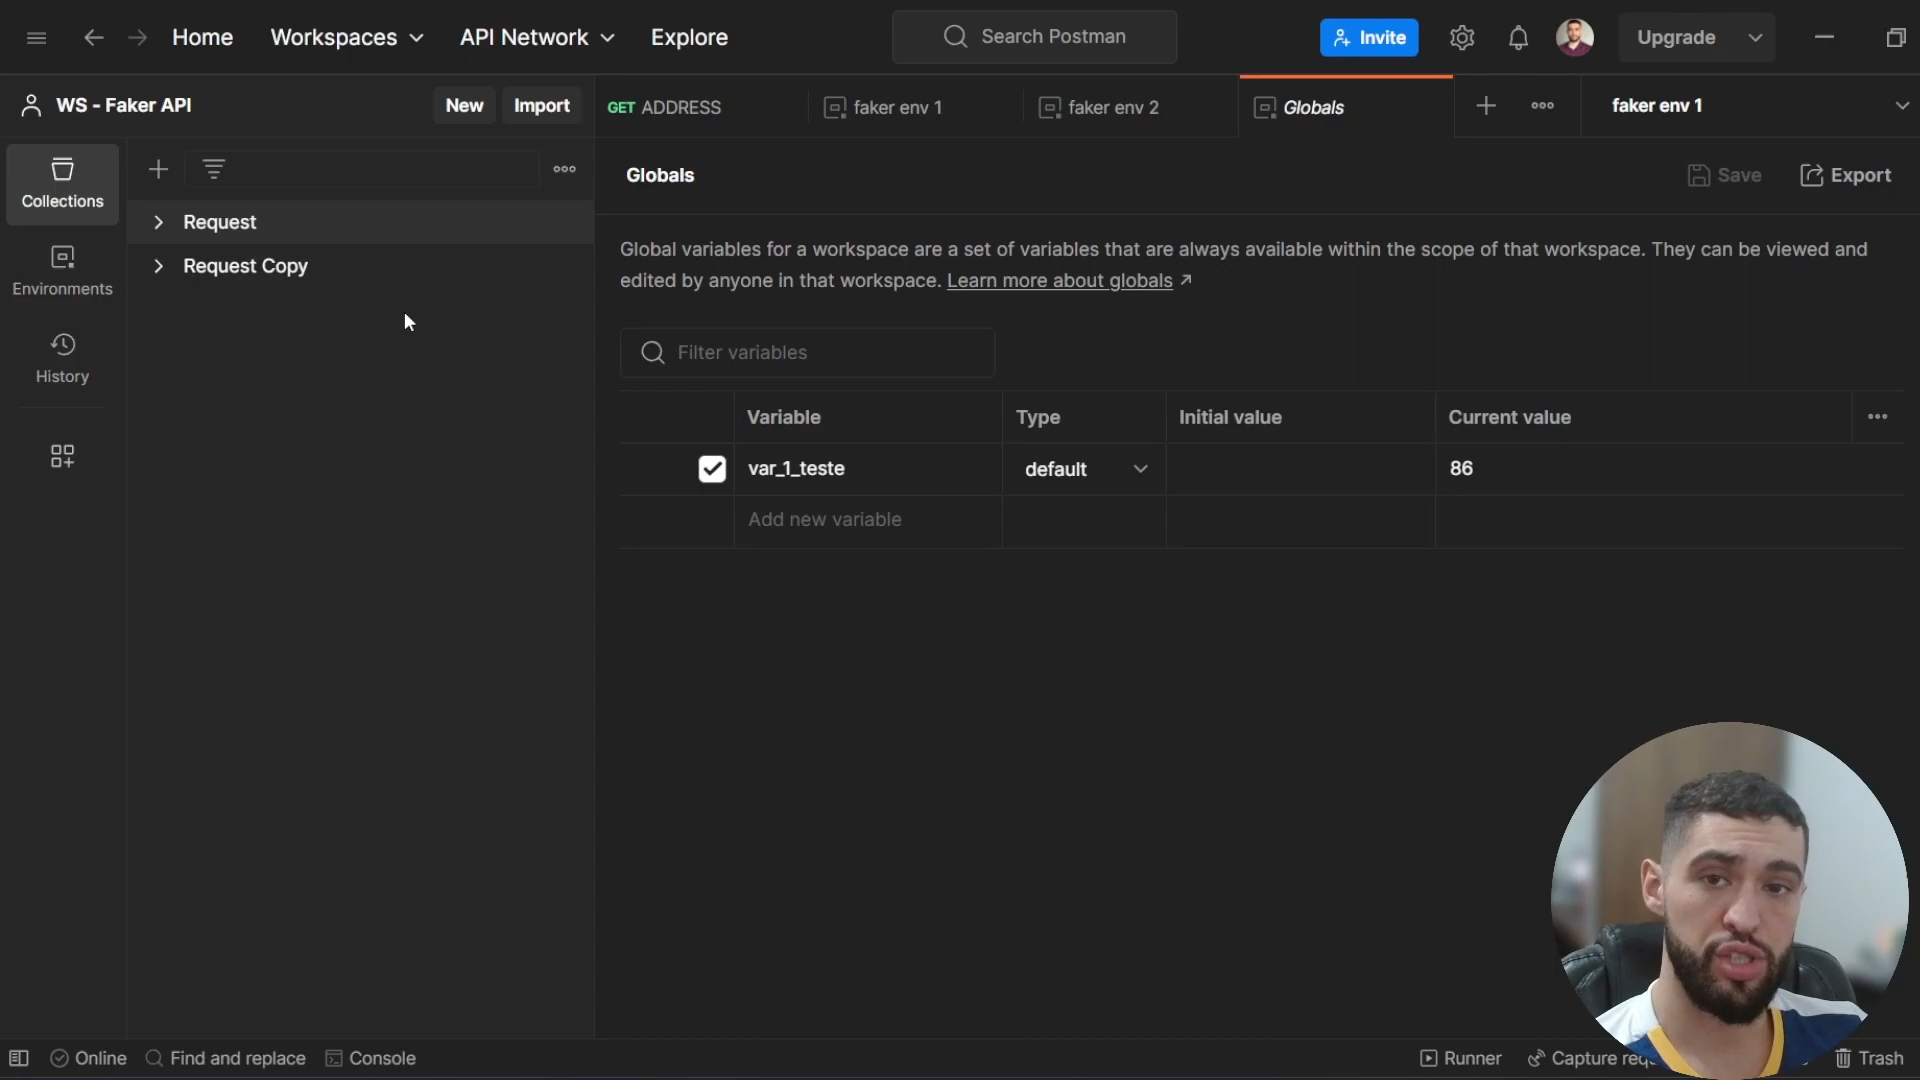 Home
Workspaces
API Network
Explore
Search Postman
Invite
Upgrade
WS - Faker API
New
Import
GET ADDRESS
faker env 1
faker env 2
Globals
faker env 1
Collections
Environments
History
Request
Request Copy
Globals
Save
Export
Global variables for a workspace are a set of variables that are always available within the scope of that workspace. They can be viewed and
edited by anyone in that workspace. Learn more about globals ↗
Filter variables
Variable
Type
Initial value
Current value
var_1_teste
default
86
Add new variable
Online
Find and replace
Console
Runner
Capture
Trash